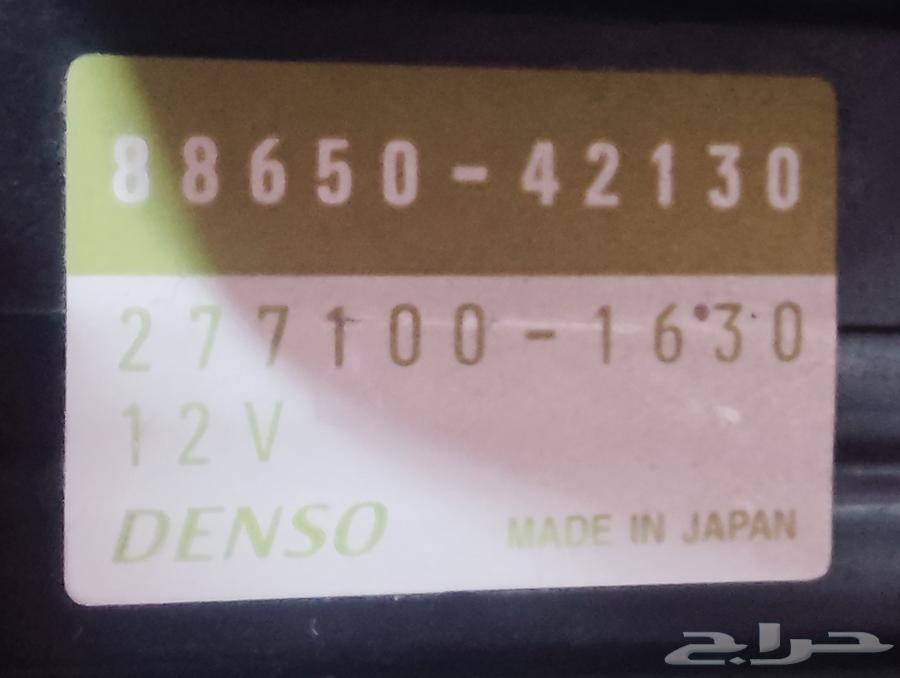 88650-42130
277100-1630
12V
DENSO MADE IN JAPAN
حراج